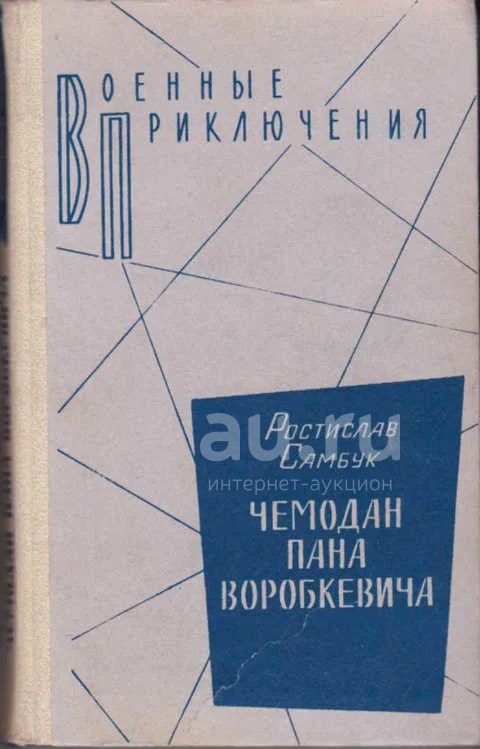 ВОЕННЫЕ
ПРИКЛЮЧЕНИЯ
РОСТИСЛАВ
САМБУК
au.ru
интернет-аукцион
ЧЕМОДАН
ПАНА
ВОРОБКЕВИЧА